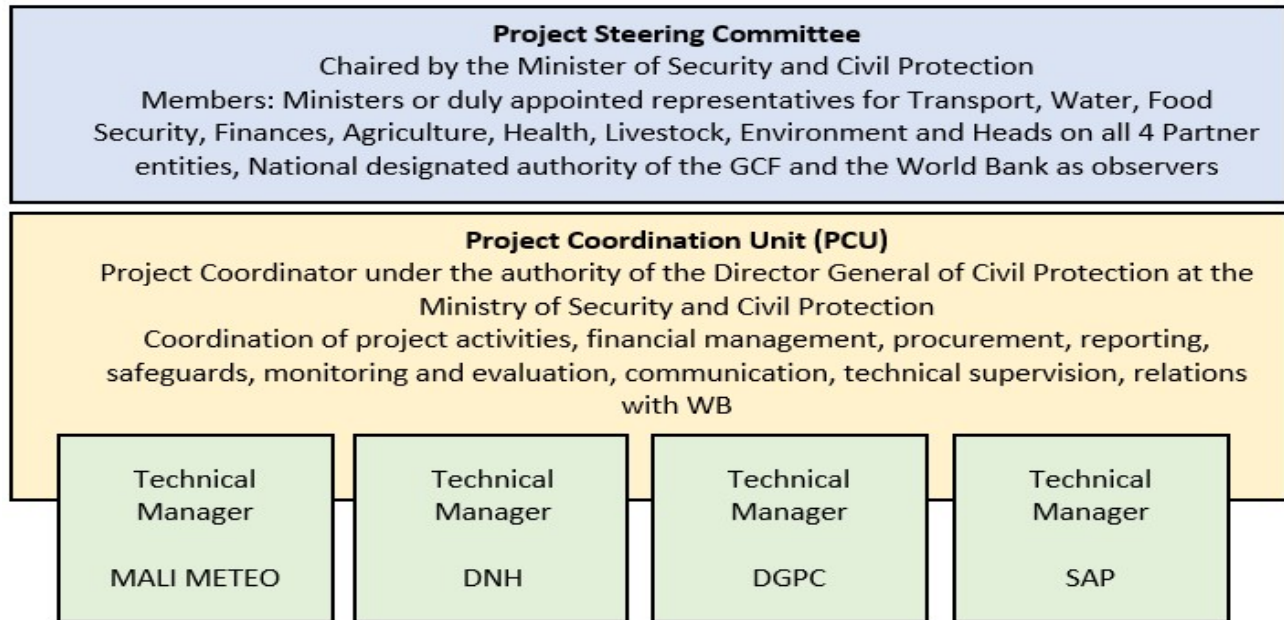 Project Steering Committee
Chaired by the Minister of Security and Civil Protection
Members: Ministers or duly appointed representatives for Transport, Water, Food
Security, Finances, Agriculture, Health, Livestock, Environment and Heads on all 4 Partner
entities, National designated authority of the GCF and the World Bank as observers
Project Coordination Unit (PCU)
Project Coordinator under the authority of the Director General of Civil Protection at the
Ministry of Security and Civil Protection
Coordination of project activities, financial management, procurement, reporting,
safeguards, monitoring and evaluation, communication, technical supervision, relations
with WB
Technical
Manager
MALI METEO
Technical
Manager
DNH
Technical
Manager
DGPC
Technical
Manager
SAP